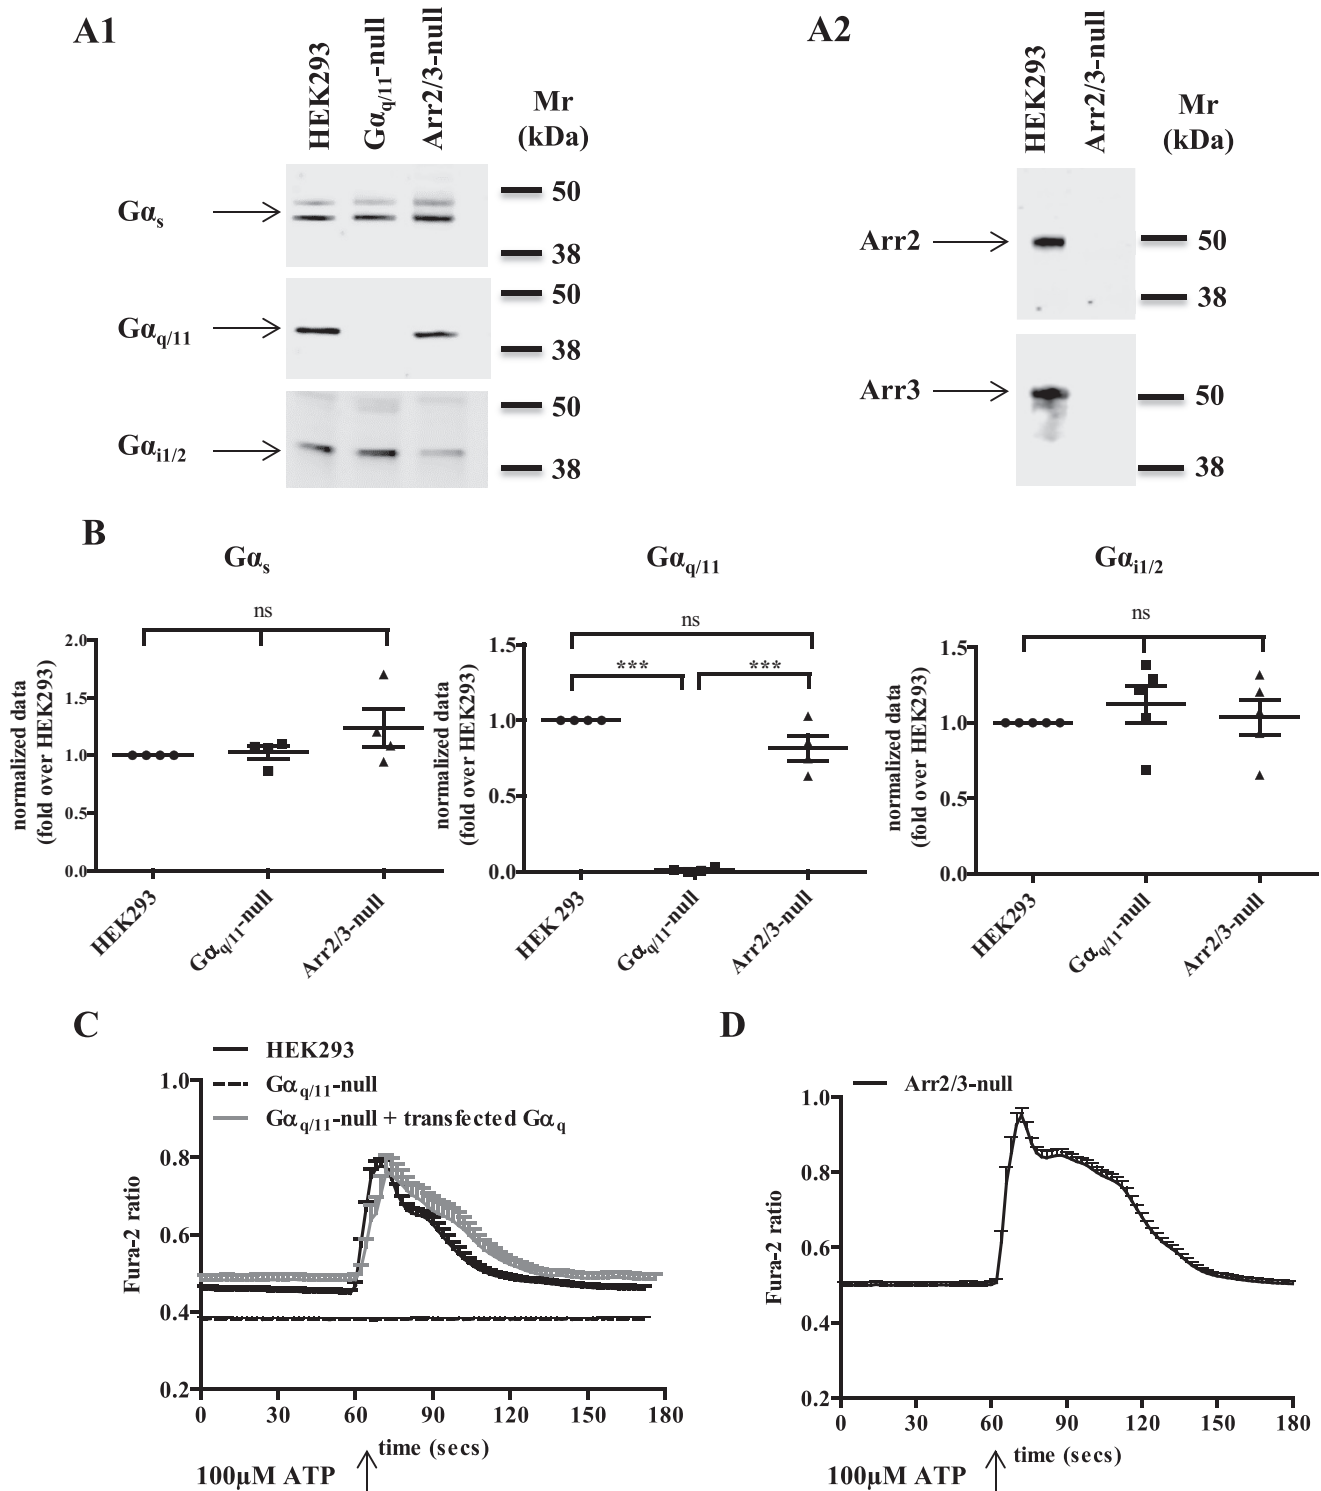 A1
HEK293
Gαq/11-null
Arr2/3-null
Mr
(kDa)
Gαs
50
38
Gαq/11
50
38
Gαi1/2
50
38
A2
HEK293
Arr2/3-null
Mr
(kDa)
Arr2
50
38
Arr3
50
38
B
Gαs
ns
normalized data
(fold over HEK293)
2.0
1.5
1.0
0.5
0.0
HEK293
Gαq/11-null
Arr2/3-null
Gαq/11
ns
***
***
normalized data
(fold over HEK293)
1.5
1.0
0.5
0.0
HEK 293
Gαq/11-null
Arr2/3-null
Gαi1/2
ns
normalized data
(fold over HEK293)
1.5
1.0
0.5
0.0
HEK293
Gαq/11-null
Arr2/3-null
C
HEK293
Gαq/11-null
Gαq/11-null + transfected Gαq
Fura-2 ratio
1.0
0.8
0.6
0.4
0.2
0 30 60 90 120 150 180
time (secs)
100μM ATP
D
Arr2/3-null
Fura-2 ratio
1.0
0.8
0.6
0.4
0.2
0 30 60 90 120 150 180
time (secs)
100μM ATP